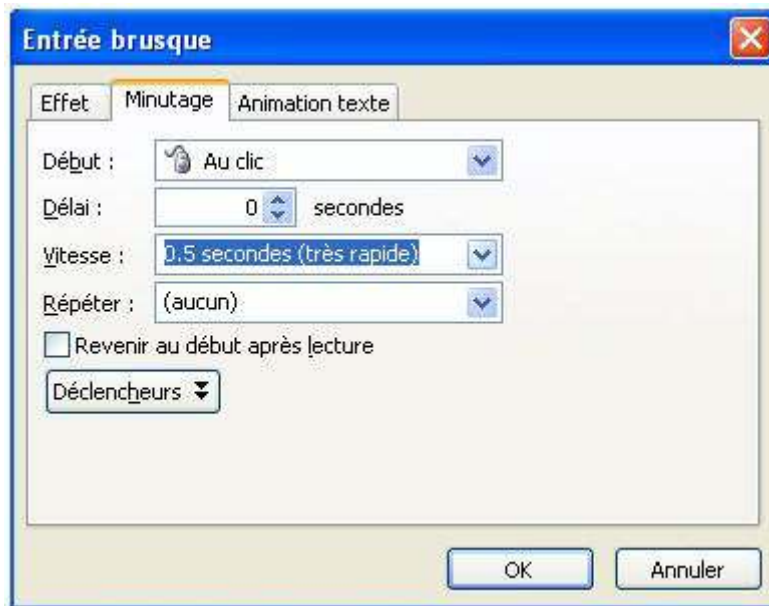 Entrée brusque
Effet Minutage Animation texte
Début : Au clic
Délai : 0 secondes
Vitesse : 0.5 secondes (très rapide)
Répéter : (aucun)
Revenir au début après lecture
Déclencheurs
OK Annuler